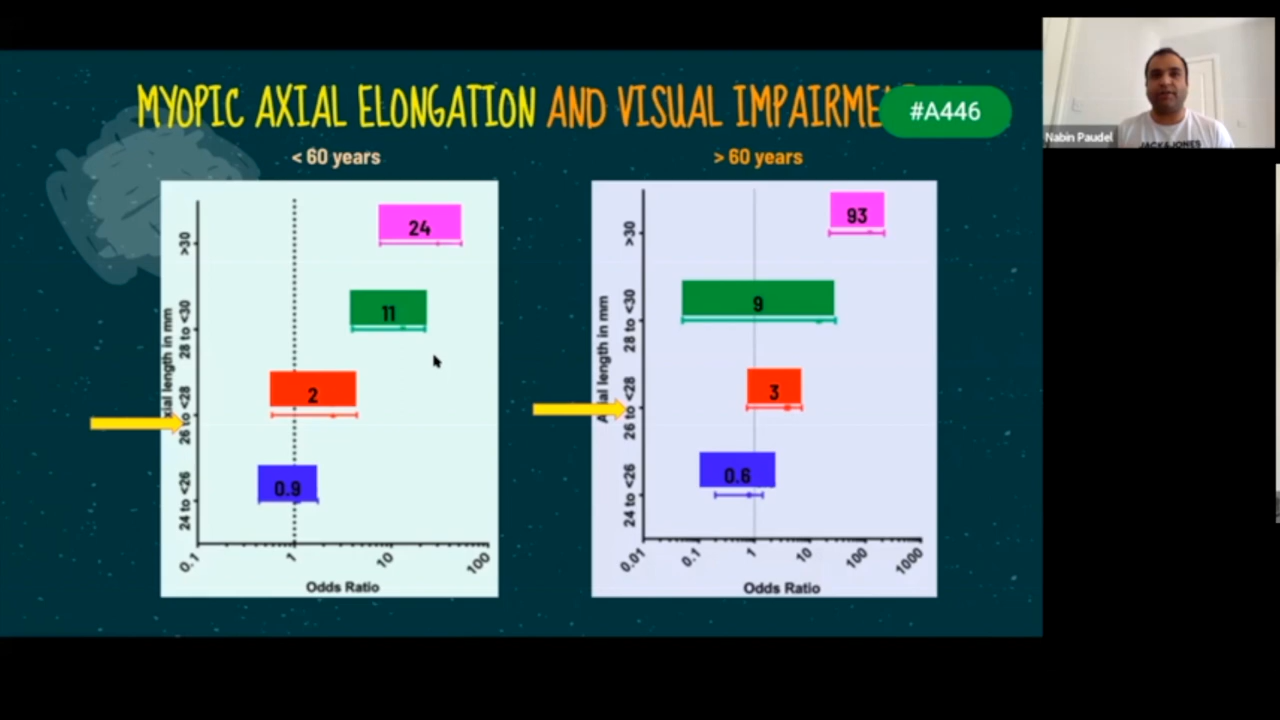 MYOPIC AXIAL ELONGATION AND VISUAL IMPAIRME
#A446
Nabin Paudel
JACK&JONES
< 60 years
> 60 years
24
>30
11
28 to <30
2
26 to <28
0.9
24 to <26
xial length in mm
0.1
1
10
100
Odds Ratio
93
>30
9
28 to <30
3
26 to <28
0.6
24 to <26
A ial length in mm
0.01
0.1
1
10
100
1000
Odds Ratio